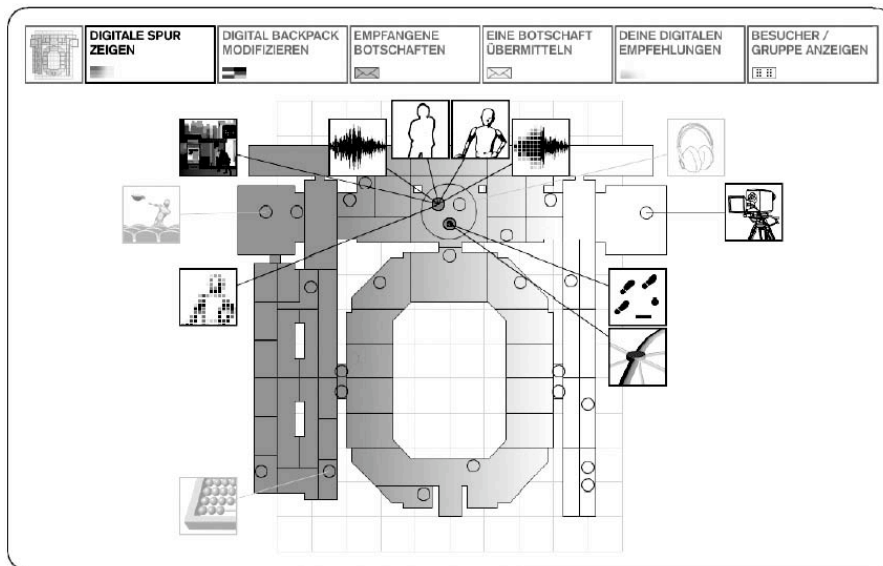 DIGITALE SPUR
ZEIGEN
DIGITAL BACKPACK
MODIFIZIEREN
EMPFANGENE
BOTSCHAFTEN
EINE BOTSCHAFT
ÜBERMITTELN
DEINE DIGITALEN
EMPFEHLUNGEN
BESUCHER /
GRUPPE ANZEIGEN